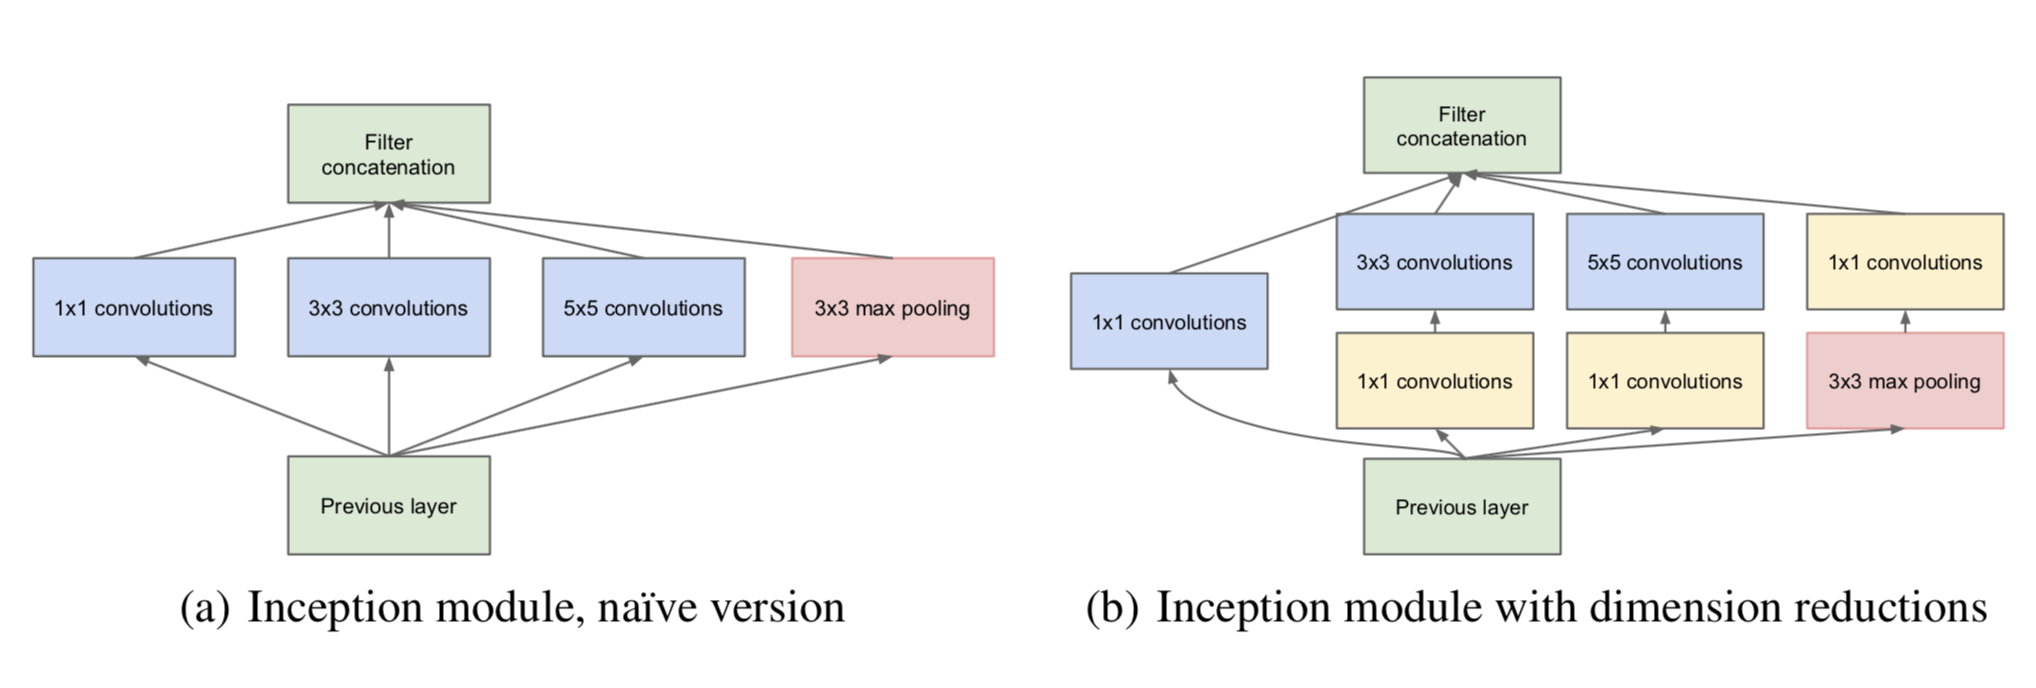 Filter
concatenation
1x1 convolutions
3x3 convolutions
5x5 convolutions
3x3 max pooling
Previous layer
(a) Inception module, naïve version
Filter
concatenation
3x3 convolutions
5x5 convolutions
1x1 convolutions
1x1 convolutions
1x1 convolutions
1x1 convolutions
3x3 max pooling
Previous layer
(b) Inception module with dimension reductions